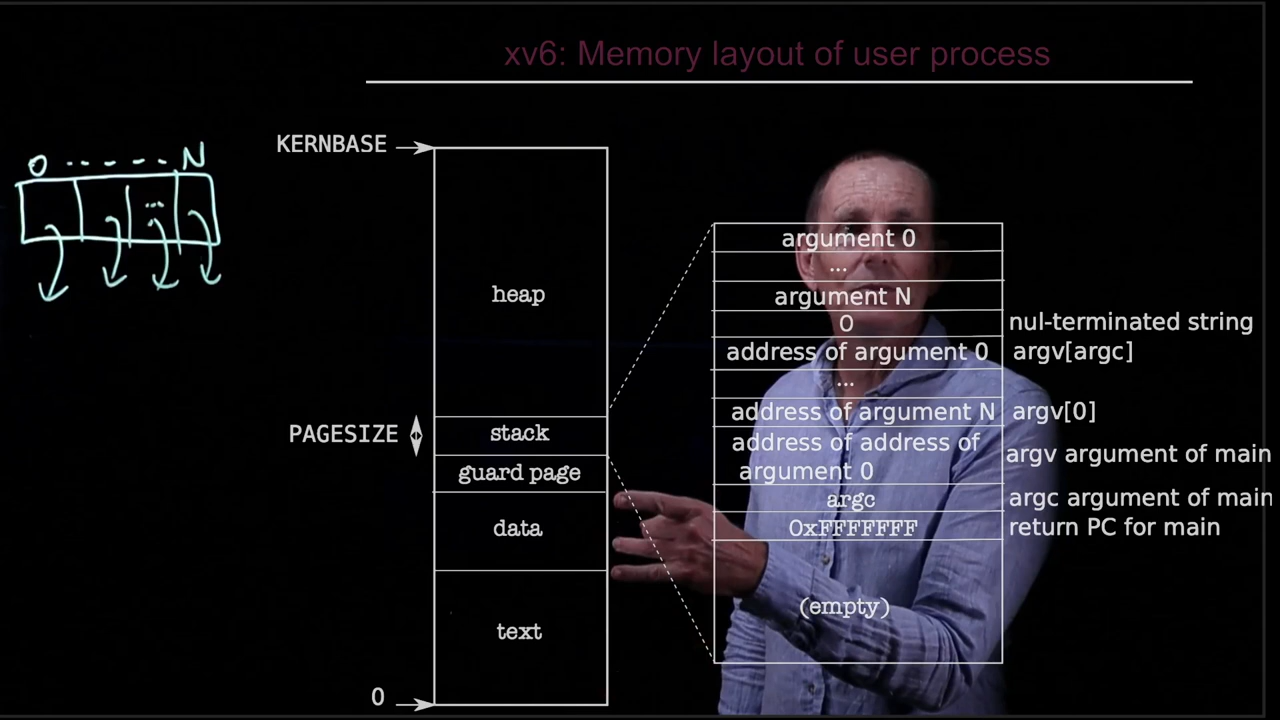 xv6: Memory layout of user process
0 ----- N
...
KERNBASE
heap
PAGESIZE
stack
guard page
data
text
0
argument 0
...
argument N
0 nul-terminated string
address of argument 0 argv[argc]
...
address of argument N argv[0]
address of address of
argument 0
argv argument of main
argc argc argument of main
0xFFFFFFF return PC for main
(empty)